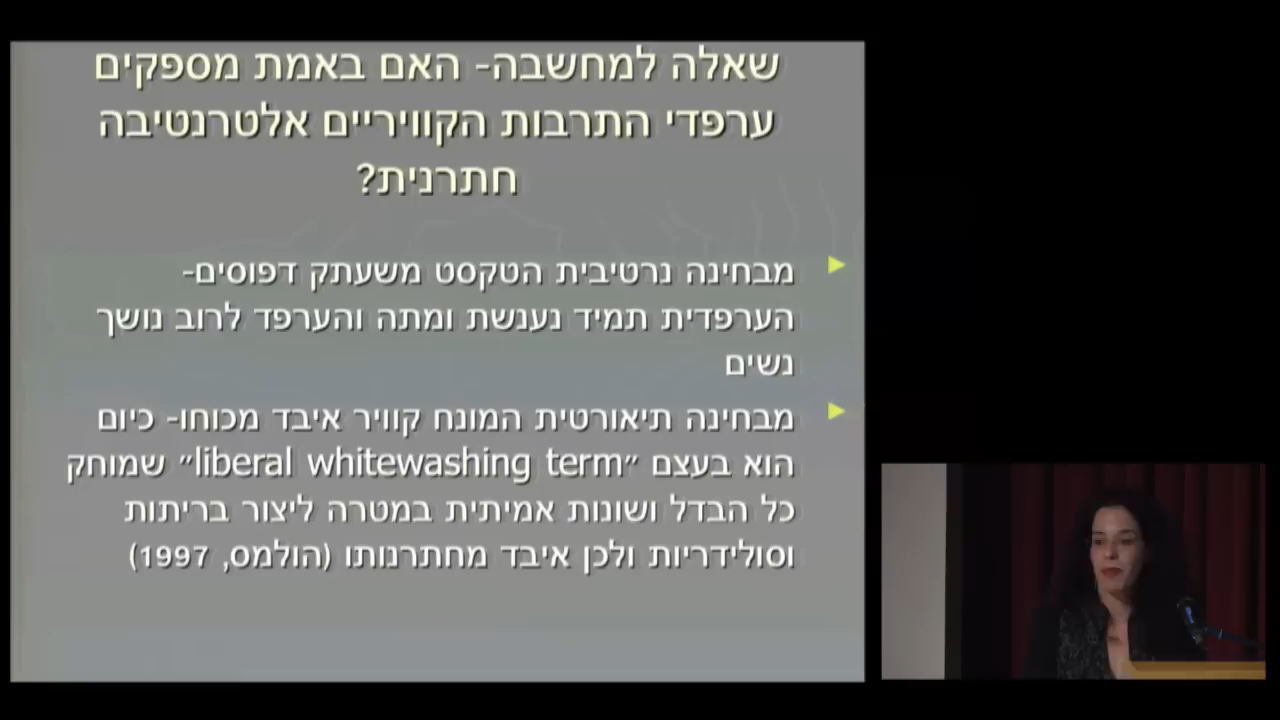 שאלה למחשבה- האם באמת מספקים
ערפדי התרבות הקוויריים אלטרנטיבה
חתרנית?
מבחינה נרטיבית הטקסט משעתק דפוסים-
הערפדית תמיד נענשת ומתה והערפד לרוב נושך
נשים
מבחינה תיאורטית המונח קוויר איבד מכוחו- כיום
הוא בעצם ״liberal whitewashing term״ שמוחק
כל הבדל ושונות אמיתית במטרה ליצור בריתות
וסולידריות ולכן איבד מחתרנותו (הולמס, 1997)